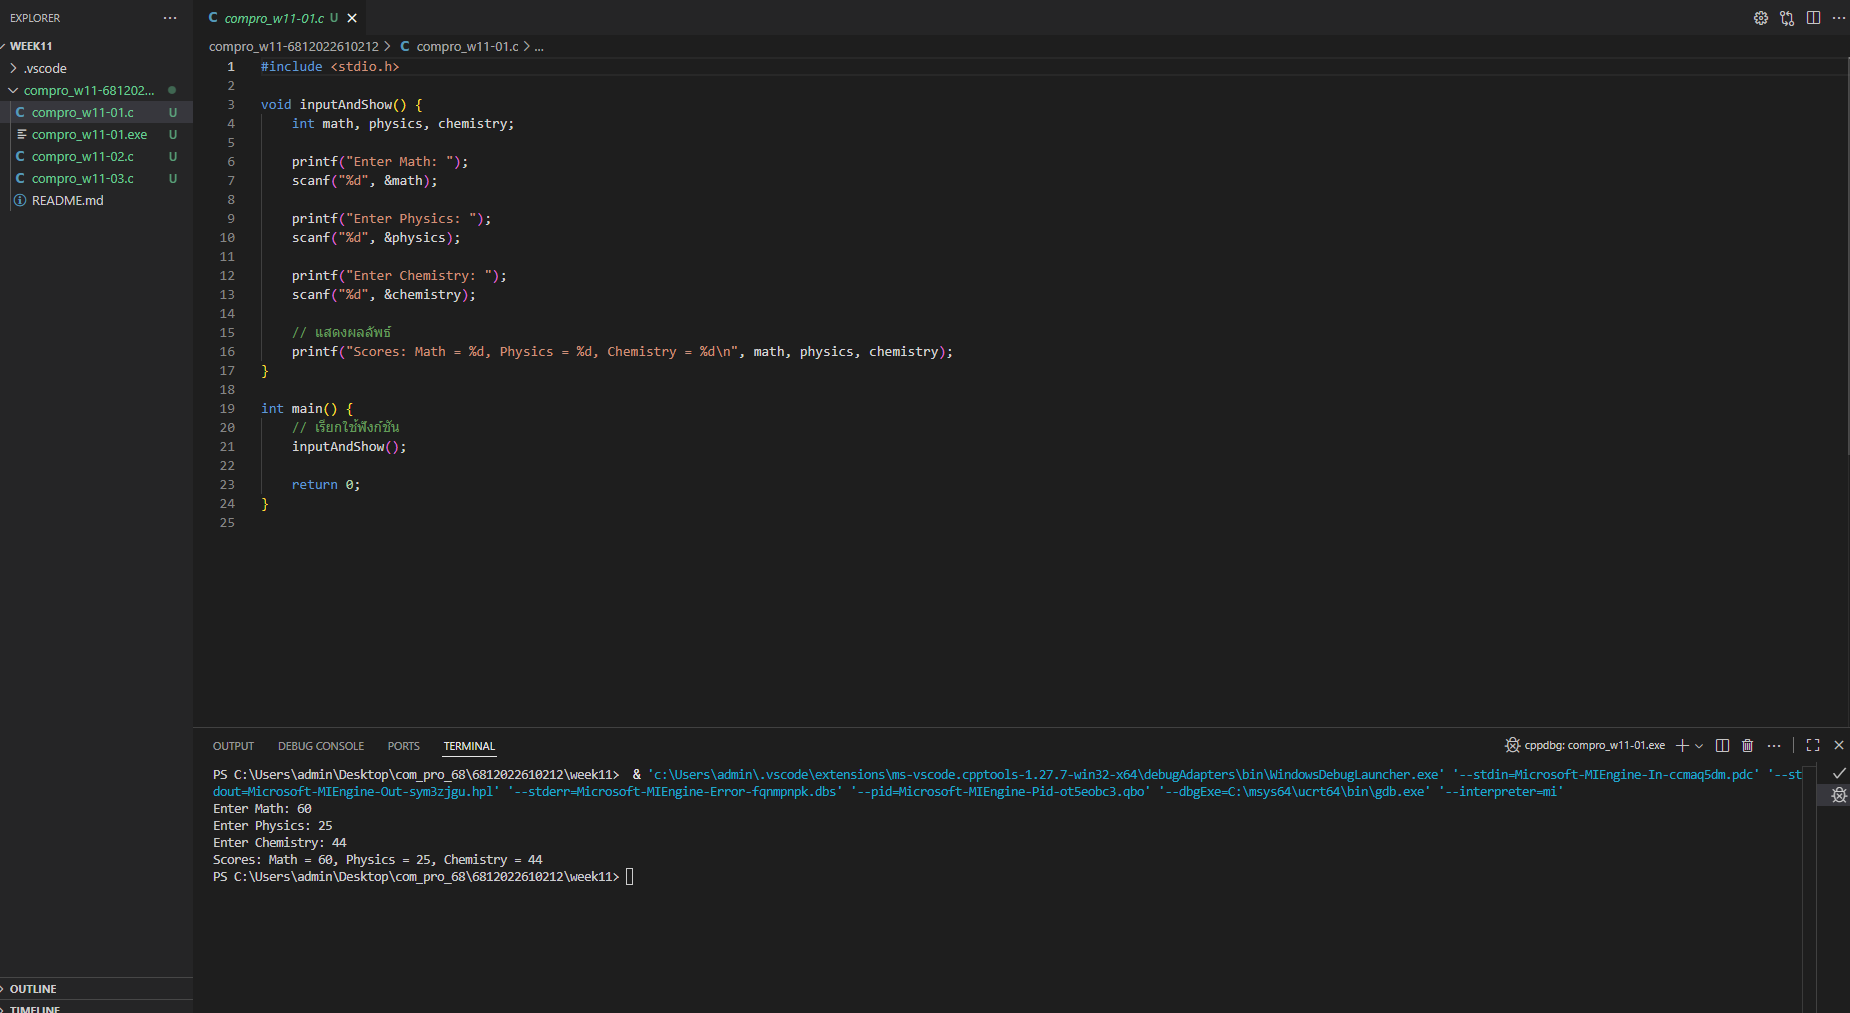 EXPLORER
WEEK11
.vscode
compro_w11-681202...
compro_w11-01.c U
compro_w11-01.exe U
compro_w11-02.c U
compro_w11-03.c U
README.md
OUTLINE
TIMELINE
compro_w11-01.c U
compro_w11-6812022610212 > C compro_w11-01.c > ...
1 #include <stdio.h>
2
3 void inputAndShow() {
4 int math, physics, chemistry;
5
6 printf("Enter Math: ");
7 scanf("%d", &math);
8
9 printf("Enter Physics: ");
10 scanf("%d", &physics);
11
12 printf("Enter Chemistry: ");
13 scanf("%d", &chemistry);
14
15 // แสดงผลลัพธ์
16 printf("Scores: Math = %d, Physics = %d, Chemistry = %d\n", math, physics, chemistry);
17 }
18
19 int main() {
20 // เรียกใช้ฟังก์ชัน
21 inputAndShow();
22
23 return 0;
24 }
25
OUTPUT DEBUG CONSOLE PORTS TERMINAL
cppdbg: compro_w11-01.exe
PS C:\Users\admin\Desktop\com_pro_68\6812022610212\week11> & 'c:\Users\admin\.vscode\extensions\ms-vscode.cpptools-1.27.7-win32-x64\debugAdapters\bin\WindowsDebugLauncher.exe' '--stdin=Microsoft-MIEngine-In-ccmaq5dm.pdc' '--st
dout=Microsoft-MIEngine-Out-sym3zjgu.hpl' '--stderr=Microsoft-MIEngine-Error-fqnmpnpk.dbs' '--pid=Microsoft-MIEngine-Pid-ot5eobc3.qbo' '--dbgExe=C:\msys64\ucrt64\bin\gdb.exe' '--interpreter=mi'
Enter Math: 60
Enter Physics: 25
Enter Chemistry: 44
Scores: Math = 60, Physics = 25, Chemistry = 44
PS C:\Users\admin\Desktop\com_pro_68\6812022610212\week11>